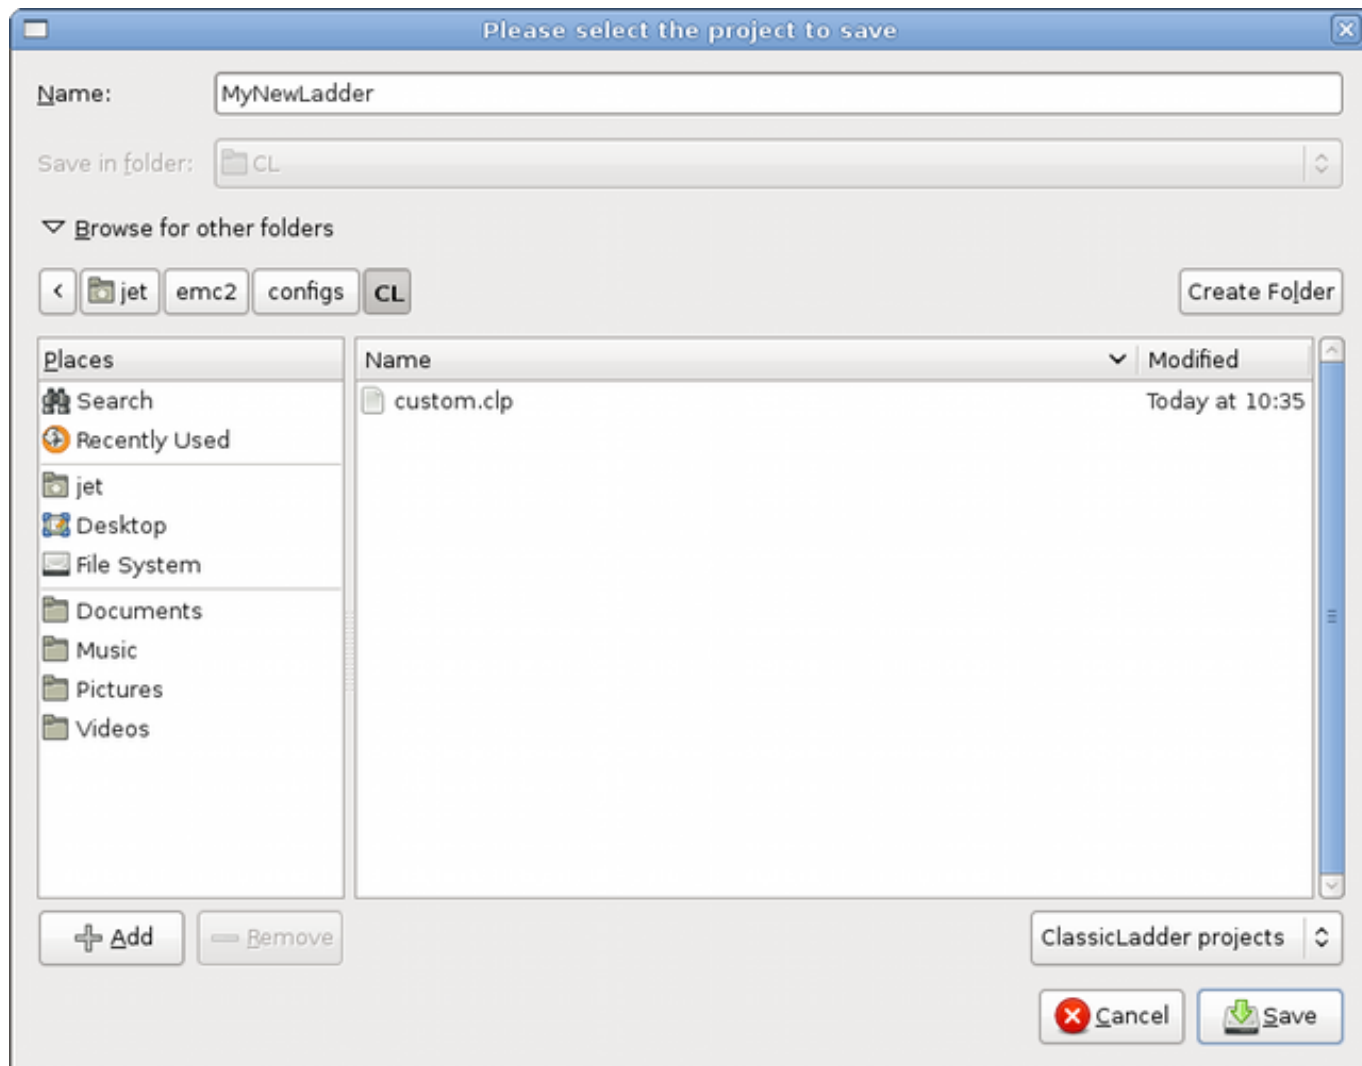 Please select the project to save
Name: MyNewLadder
Save in folder: CL
Browse for other folders
< jet emc2 configs CL Create Folder
Places
Search
Recently Used
jet
Desktop
File System
Documents
Music
Pictures
Videos
Name Modified
custom.clp Today at 10:35
Add Remove ClassicLadder projects
Cancel Save